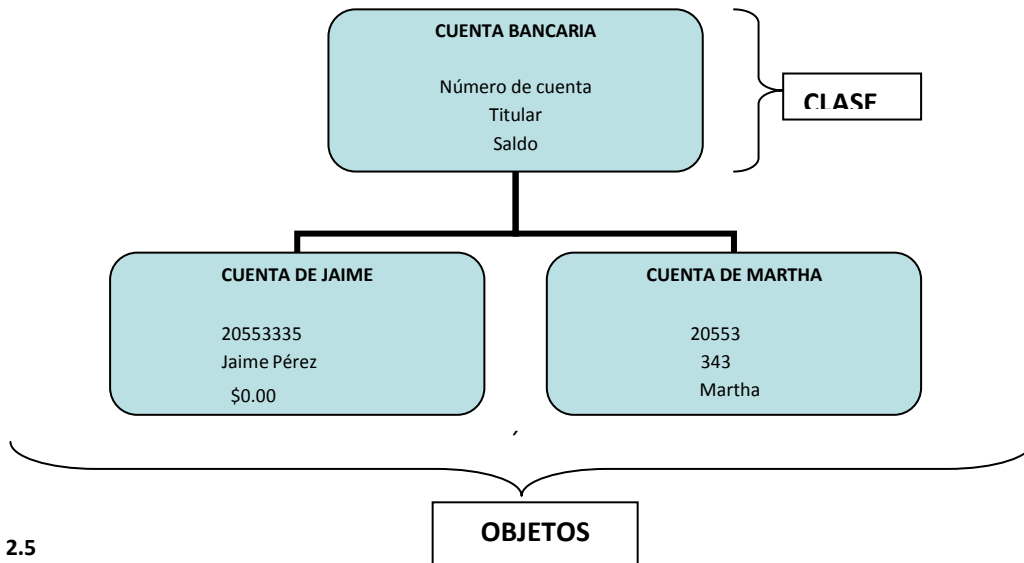 CUENTA BANCARIA
Número de cuenta
Titular
Saldo
CLASE
CUENTA DE JAIME
20553335
Jaime Pérez
$0.00
CUENTA DE MARTHA
20553
343
Martha
OBJETOS
2.5